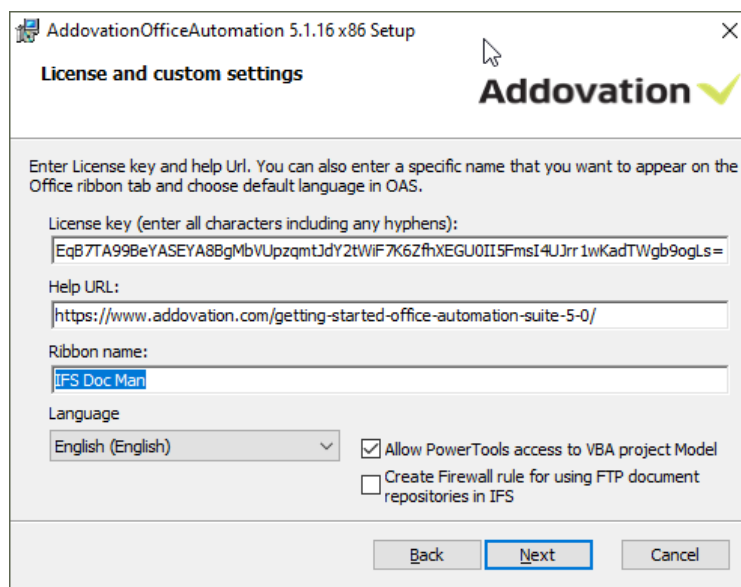 AddovationOfficeAutomation 5.1.16 x86 Setup
License and custom settings
Addovation
Enter License key and help Url. You can also enter a specific name that you want to appear on the
Office ribbon tab and choose default language in OAS.
License key (enter all characters including any hyphens):
EqB7TA99BeYASEYA8BgMbVUpzqmtJdY2tWiF7K6ZfhXEGU0II5FmsI4UJrr1wKadTWgb9ogLs=
Help URL:
https://www.addovation.com/getting-started-office-automation-suite-5-0/
Ribbon name:
IFS Doc Man
Language
English (English)
Allow PowerTools access to VBA project Model
Create Firewall rule for using FTP document
repositories in IFS
Back
Next
Cancel